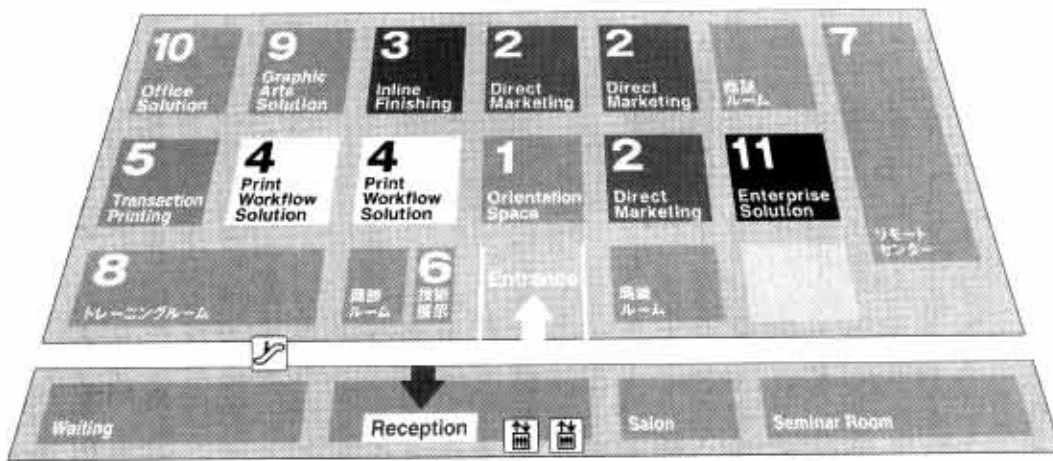 10
Office
Solution
9
Graphic
Arts
Solution
3
Inline
Finishing
2
Direct
Marketing
2
Direct
Marketing
商談
ルーム
7
リモート
センター
5
Transaction
Printing
4
Print
Workflow
Solution
4
Print
Workflow
Solution
1
Orientation
Space
2
Direct
Marketing
11
Enterprise
Solution
8
トレーニングルーム
商談
ルーム
6
技術
展示
Entrance
商談
ルーム
Waiting
Reception
Salon
Seminar Room